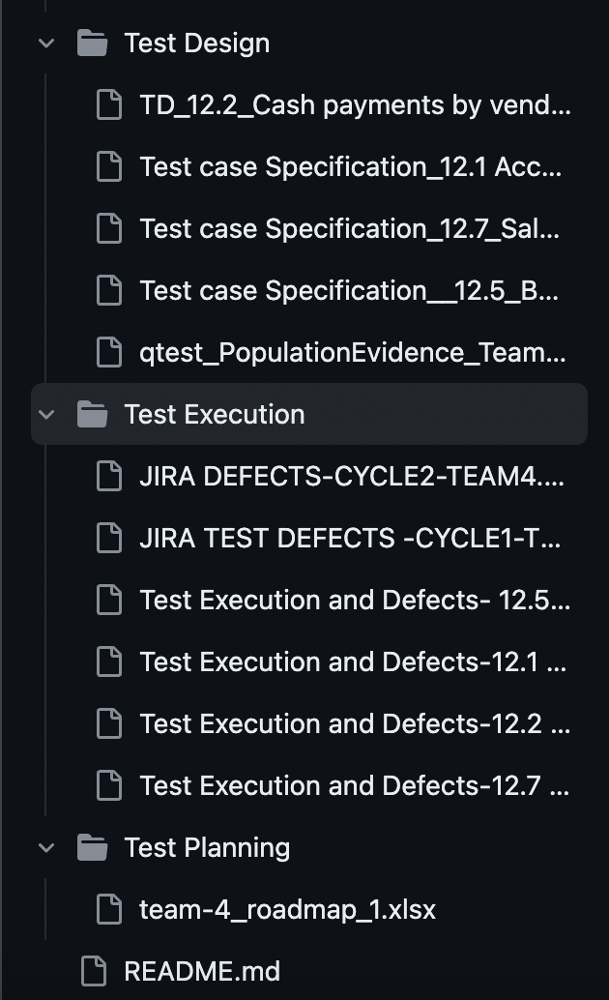 Test Design
TD_12.2_Cash payments by vend...
Test case Specification_12.1 Acc...
Test case Specification_12.7_Sal...
Test case Specification__12.5_B...
qtest_PopulationEvidence_Team...
Test Execution
JIRA DEFECTS-CYCLE2-TEAM4....
JIRA TEST DEFECTS -CYCLE1-T...
Test Execution and Defects- 12.5...
Test Execution and Defects-12.1 ...
Test Execution and Defects-12.2 ...
Test Execution and Defects-12.7 ...
Test Planning
team-4_roadmap_1.xlsx
README.md